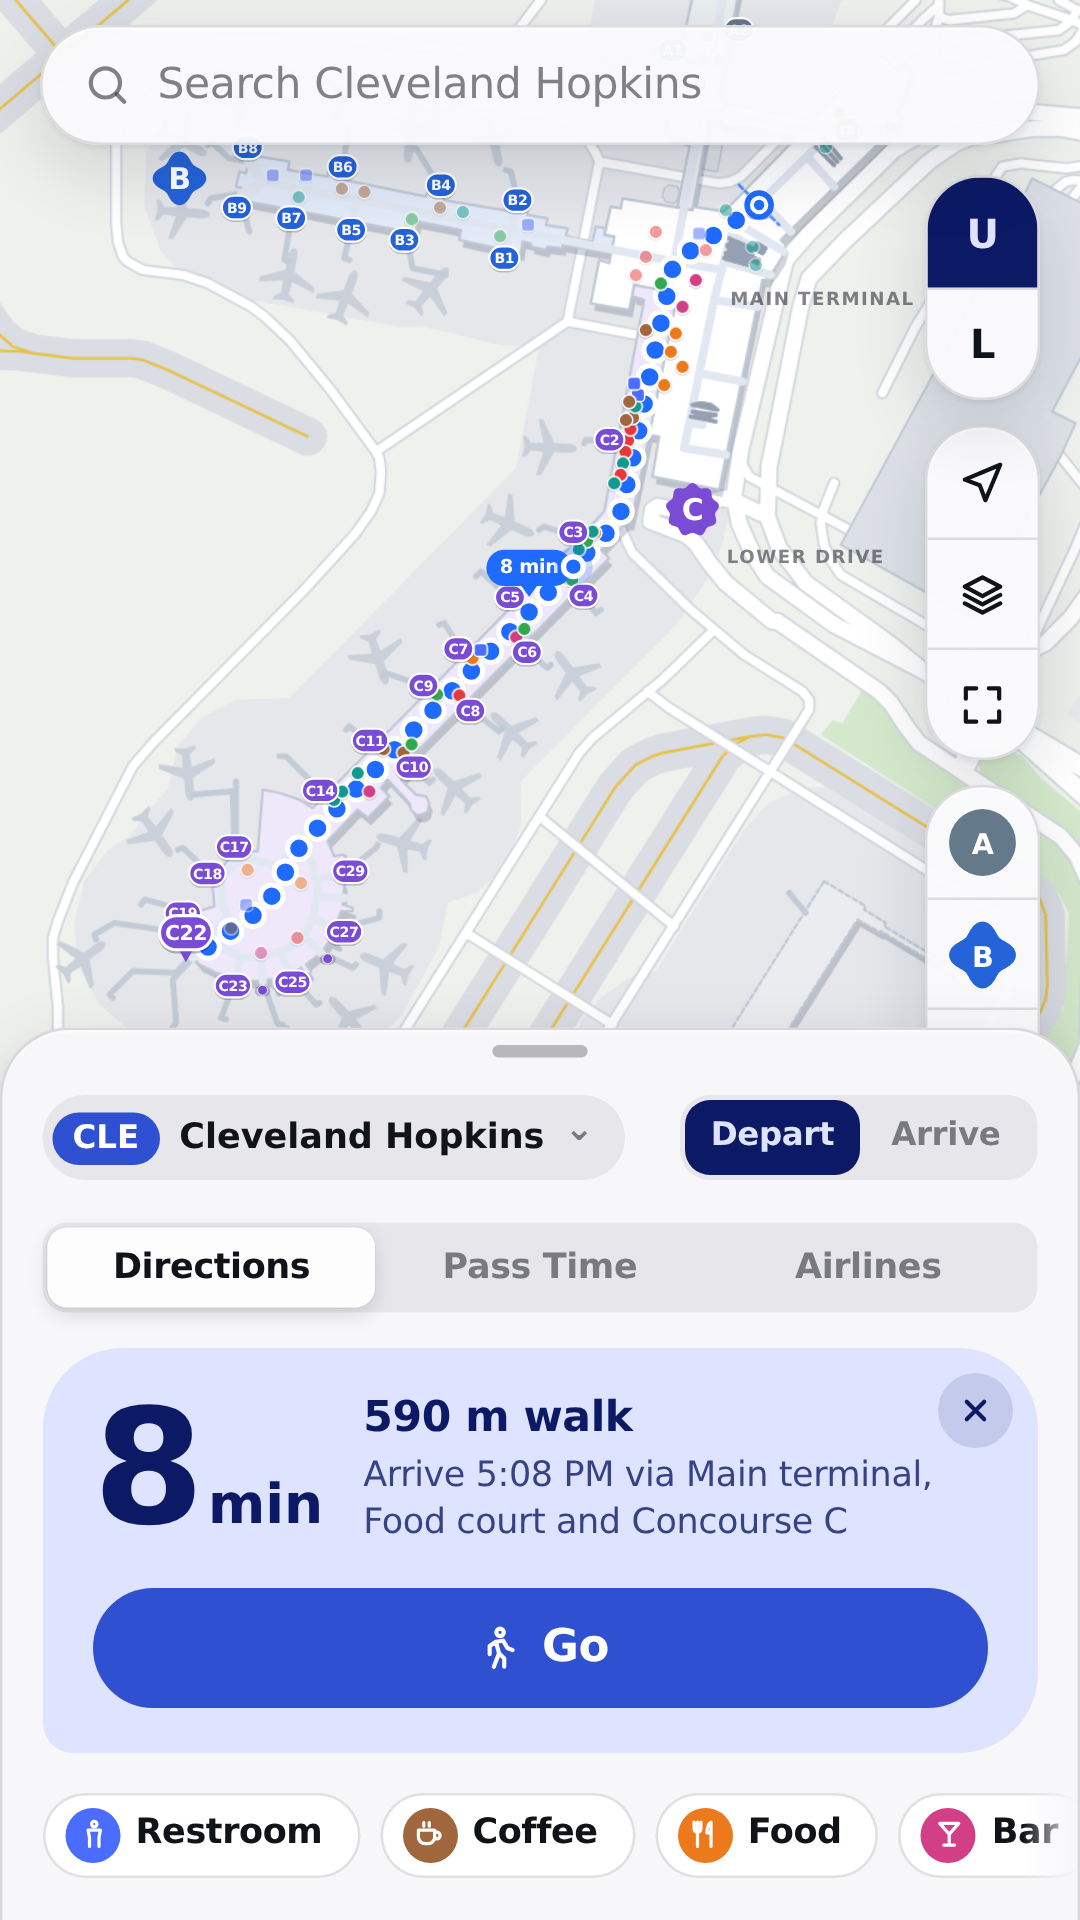 Search Cleveland Hopkins
B8
B
B6
B4
B2
B9
B7
B5
B3
B1
U
MAIN TERMINAL
L
C2
C
C3
LOWER DRIVE
8 min
C5
C4
C7
C6
C9
C8
C11
C10
C14
C17
C18
C29
A
C19
C22
C27
B
C23
C25
CLE
Cleveland Hopkins
Depart
Arrive
Directions
Pass Time
Airlines
8 min
590 m walk
Arrive 5:08 PM via Main terminal,
Food court and Concourse C
Go
Restroom
Coffee
Food
Bar